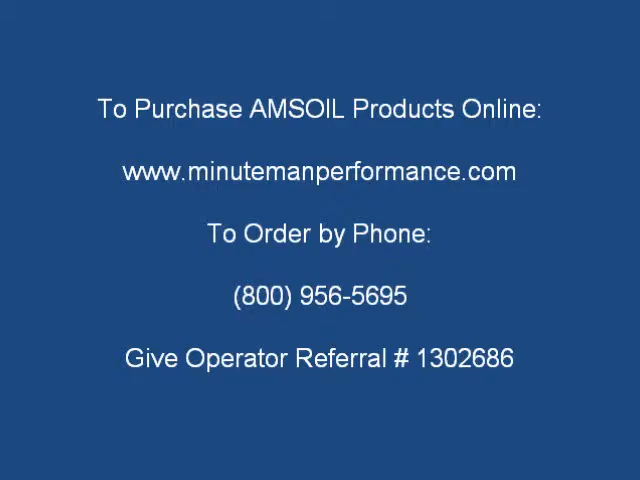 To Purchase AMSOIL Products Online:
www.minutemanperformance.com
To Order by Phone:
(800) 956-5695
Give Operator Referral # 1302686